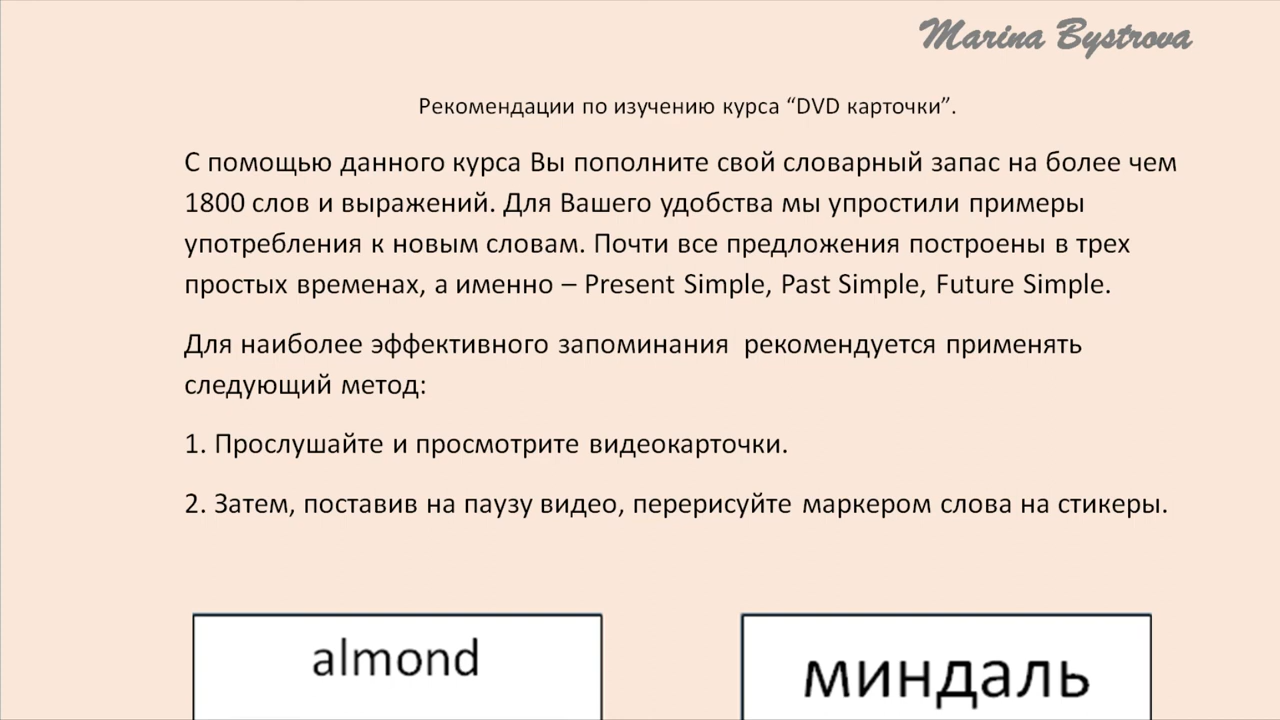 Marina Bystrova
Рекомендации по изучению курса “DVD карточки”.
С помощью данного курса Вы пополните свой словарный запас на более чем
1800 слов и выражений. Для Вашего удобства мы упростили примеры
употребления к новым словам. Почти все предложения построены в трех
простых временах, а именно – Present Simple, Past Simple, Future Simple.
Для наиболее эффективного запоминания рекомендуется применять
следующий метод:
1. Прослушайте и просмотрите видеокарточки.
2. Затем, поставив на паузу видео, перерисуйте маркером слова на стикеры.
almond
миндаль